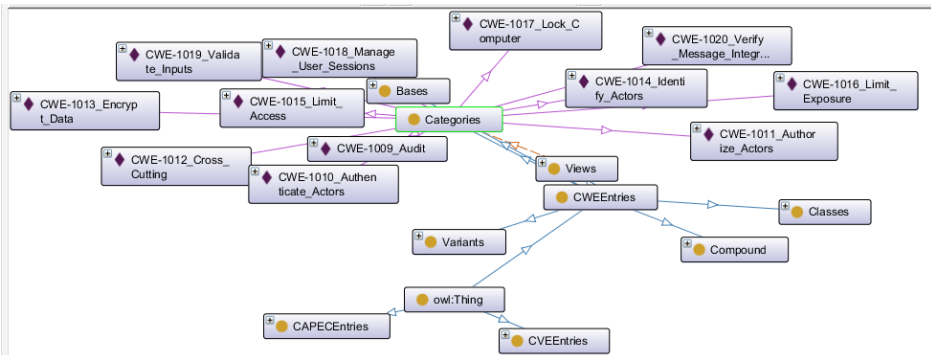 CWE-1017_Lock_C
omputer
CWE-1020_Verify
_Message_Integr...
CWE-1019_Valida
te_Inputs
CWE-1018_Manage
_User_Sessions
CWE-1014_Identi
fy_Actors
CWE-1016_Limit_
Exposure
Bases
CWE-1013_Encryp
t_Data
CWE-1015_Limit_
Access
Categories
CWE-1011_Author
ize_Actors
CWE-1009_Audit
CWE-1012_Cross_
Cutting
CWE-1010_Authen
ticate_Actors
Views
CWEEntries
Classes
Variants
Compound
owl:Thing
CAPECEntries
CVEEntries